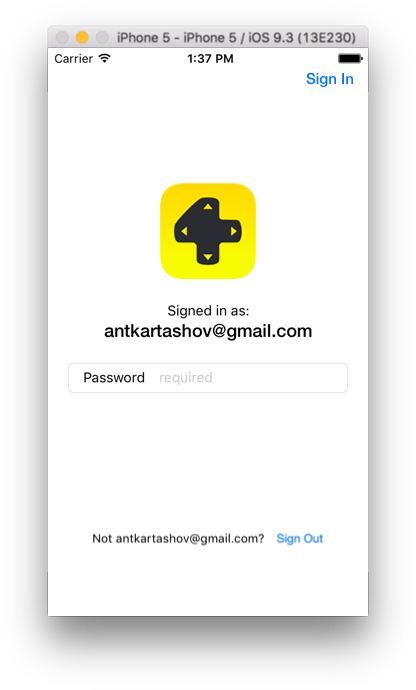 iPhone 5 - iPhone 5 / iOS 9.3 (13E230)
Carrier 1:37 PM
Sign In
Signed in as:
antkartashov@gmail.com
Password required
Not antkartashov@gmail.com? Sign Out